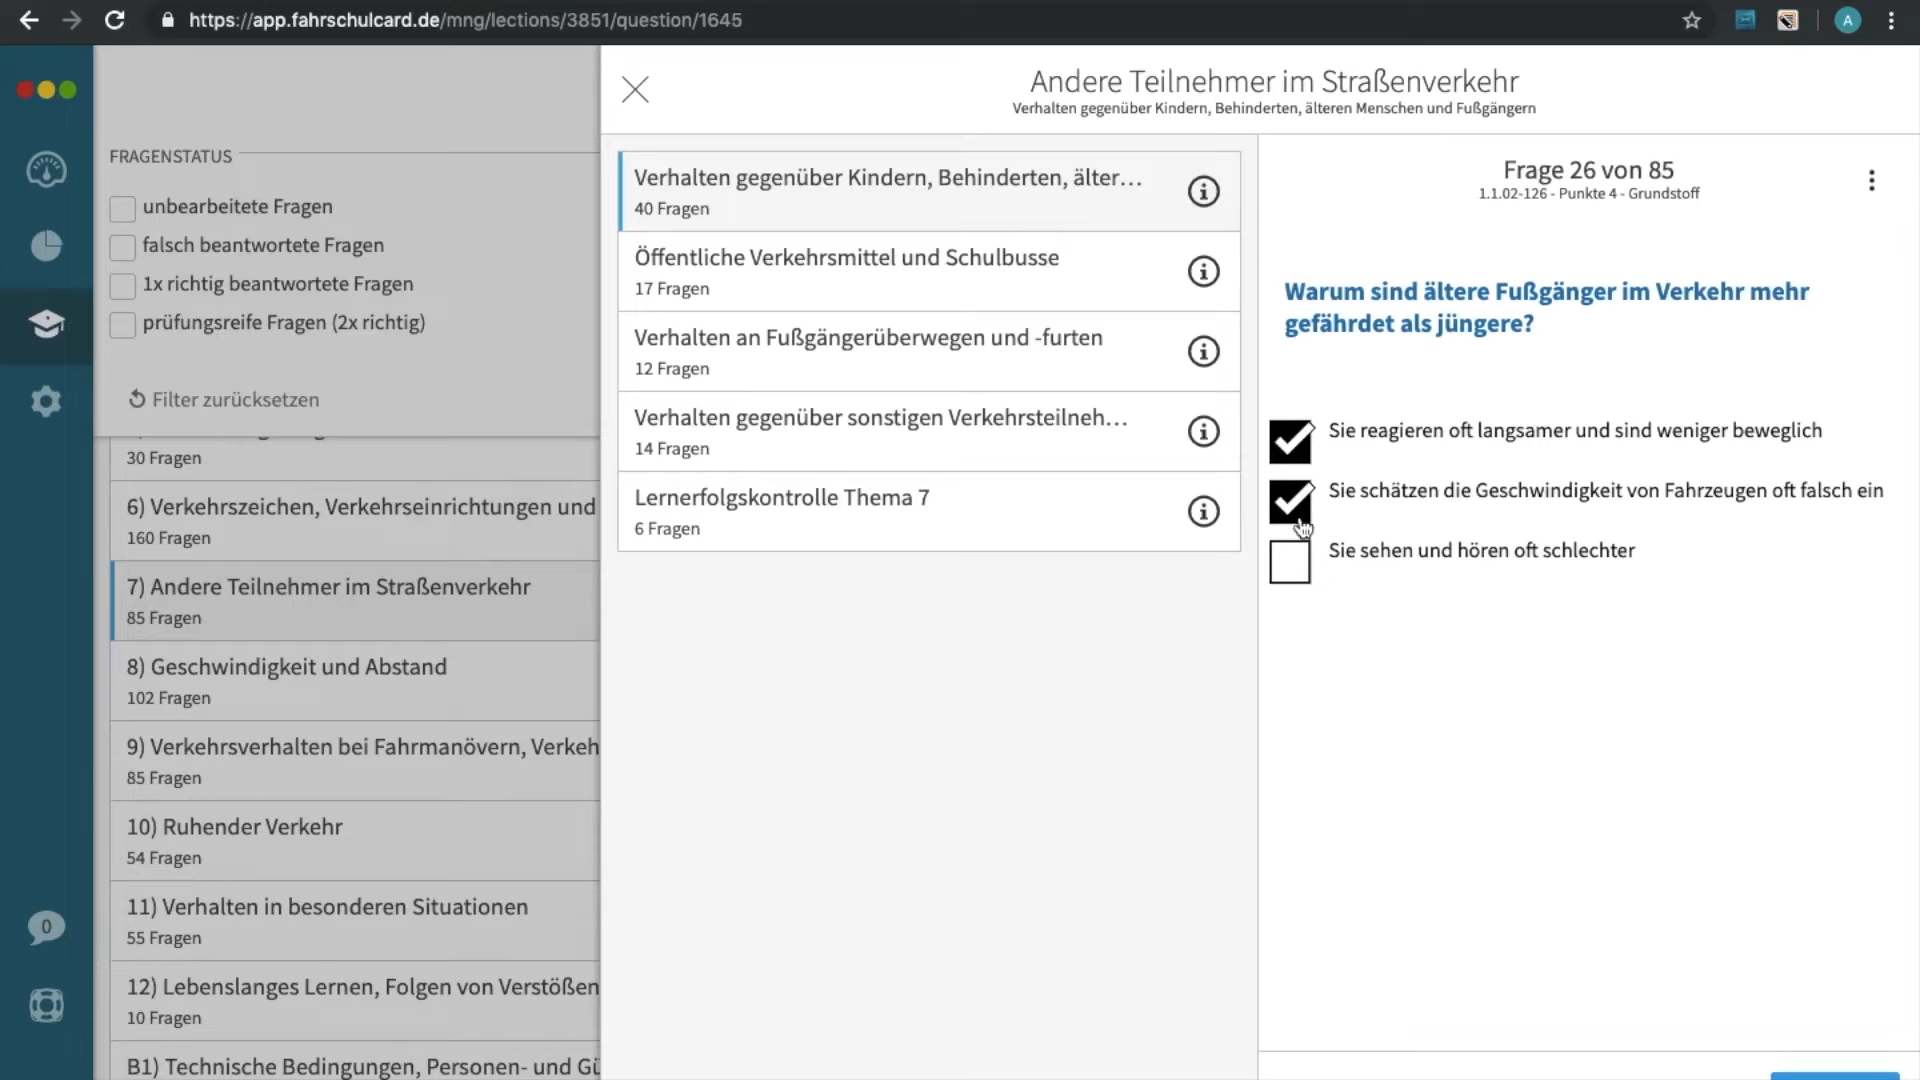 https://app.fahrschulcard.de/mng/lections/3851/question/1645
A
FRAGENSTATUS
unbearbeitete Fragen
falsch beantwortete Fragen
1x richtig beantwortete Fragen
prüfungsreife Fragen (2x richtig)
Filter zurücksetzen
30 Fragen
6) Verkehrszeichen, Verkehrseinrichtungen und
160 Fragen
7) Andere Teilnehmer im Straßenverkehr
85 Fragen
8) Geschwindigkeit und Abstand
102 Fragen
9) Verkehrsverhalten bei Fahrmanövern, Verkeh
85 Fragen
10) Ruhender Verkehr
54 Fragen
11) Verhalten in besonderen Situationen
55 Fragen
12) Lebenslanges Lernen, Folgen von Verstößen
10 Fragen
B1) Technische Bedingungen, Personen- und Gü
0
Andere Teilnehmer im Straßenverkehr
Verhalten gegenüber Kindern, Behinderten, älteren Menschen und Fußgängern
Verhalten gegenüber Kindern, Behinderten, älter...
40 Fragen
Öffentliche Verkehrsmittel und Schulbusse
17 Fragen
Verhalten an Fußgängerüberwegen und -furten
12 Fragen
Verhalten gegenüber sonstigen Verkehrsteilneh...
14 Fragen
Lernerfolgskontrolle Thema 7
6 Fragen
Frage 26 von 85
1.1.02-126 - Punkte 4 - Grundstoff
Warum sind ältere Fußgänger im Verkehr mehr
gefährdet als jüngere?
Sie reagieren oft langsamer und sind weniger beweglich
Sie schätzen die Geschwindigkeit von Fahrzeugen oft falsch ein
Sie sehen und hören oft schlechter